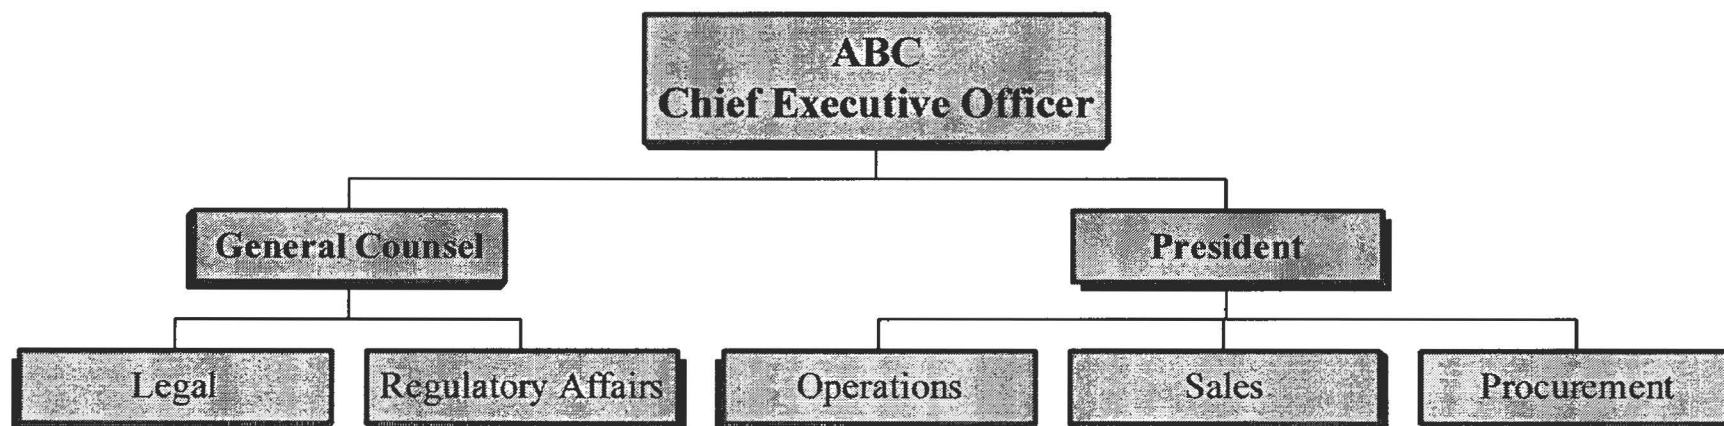 ABC
Chief Executive Officer
General Counsel
President
Legal
Regulatory Affairs
Operations
Sales
Procurement